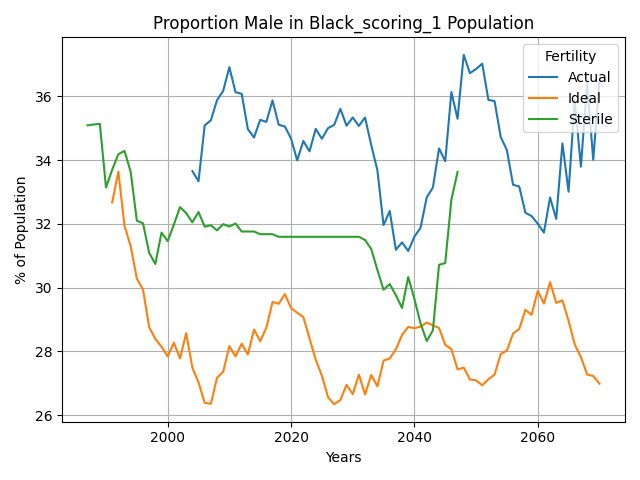 Proportion Male in Black_scoring_1 Population
Fertility
Actual
Ideal
Sterile
% of Population
36
34
32
30
28
26
2000
2020
2040
2060
Years